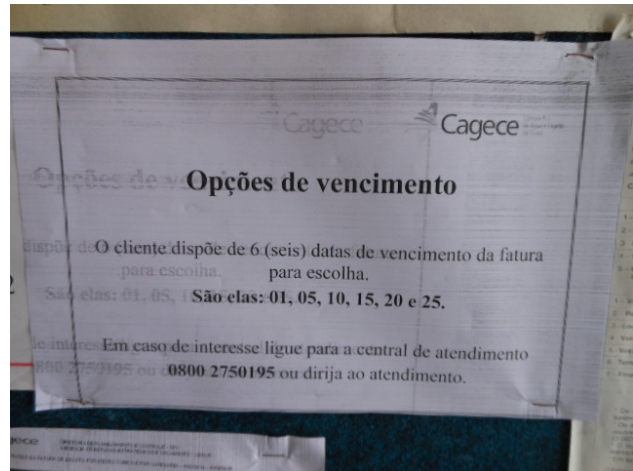 Cagece
Opções de vencimento
O cliente dispõe de 6 (seis) datas de vencimento da fatura
para escolha.
São elas: 01, 05, 10, 15, 20 e 25.
Em caso de interesse ligue para a central de atendimento
0800 2750195 ou dirija ao atendimento.